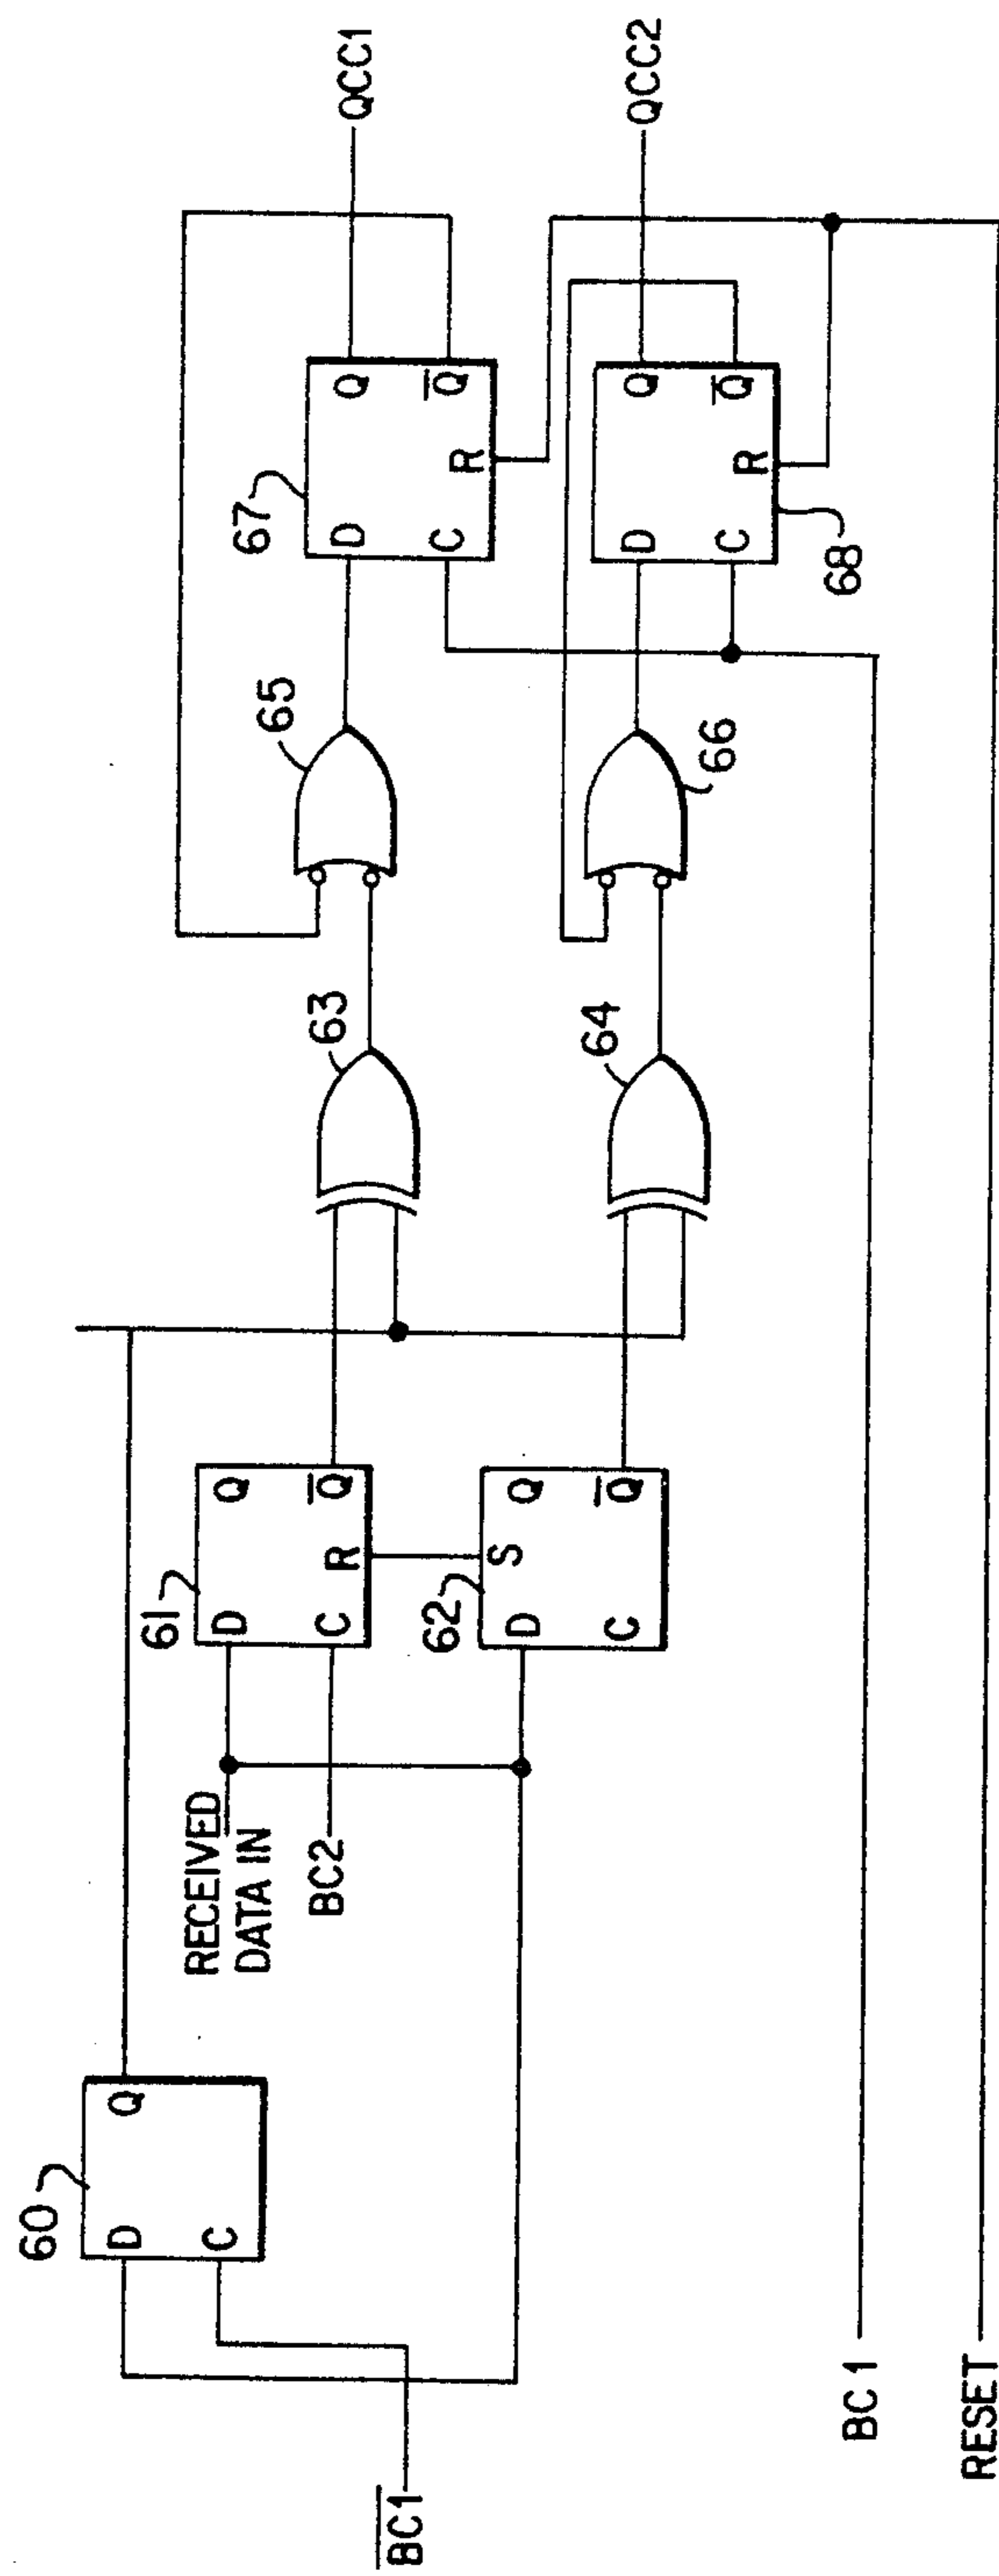 60
D
Q
C
BC1
RECEIVED
DATA IN
BC2
61
D
Q
C
R
Q
62
S
D
Q
C
Q
63
64
65
66
67
D
Q
C
R
Q
QCC1
68
D
Q
C
R
Q
QCC2
BC 1
RESET